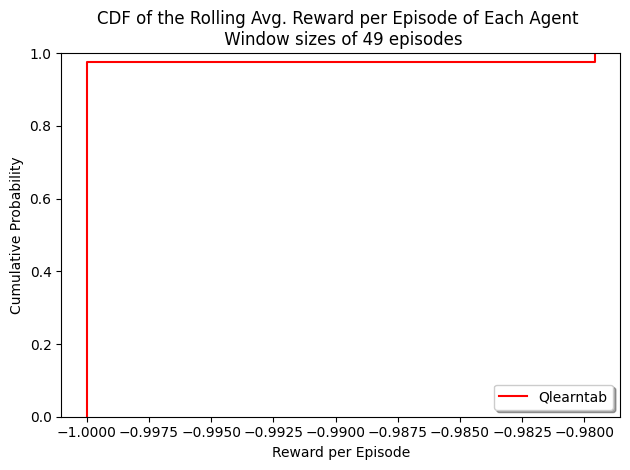 CDF of the Rolling Avg. Reward per Episode of Each Agent
Window sizes of 49 episodes
1.0
0.8
0.6
0.4
0.2
0.0
Cumulative Probability
Qlearntab
−1.0000 −0.9975 −0.9950 −0.9925 −0.9900 −0.9875 −0.9850 −0.9825 −0.9800
Reward per Episode